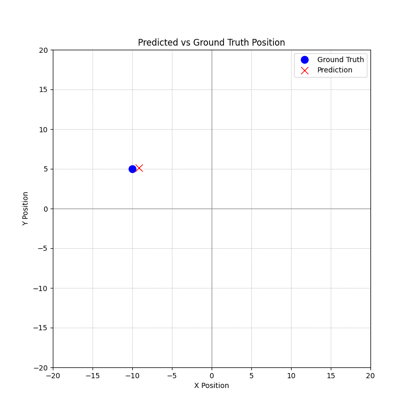 Predicted vs Ground Truth Position
Ground Truth
Prediction
20
15
10
5
0
−5
−10
−15
−20
Y Position
−20 −15 −10 −5 0 5 10 15 20
X Position